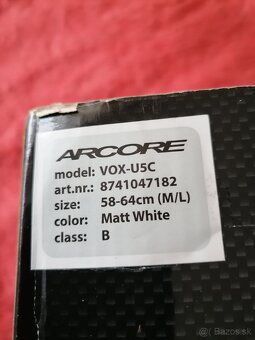 ARCORE
model: VOX-U5C
art.nr.: 8741047182
size: 58-64cm (M/L)
color: Matt White
class: B
Bazos.sk